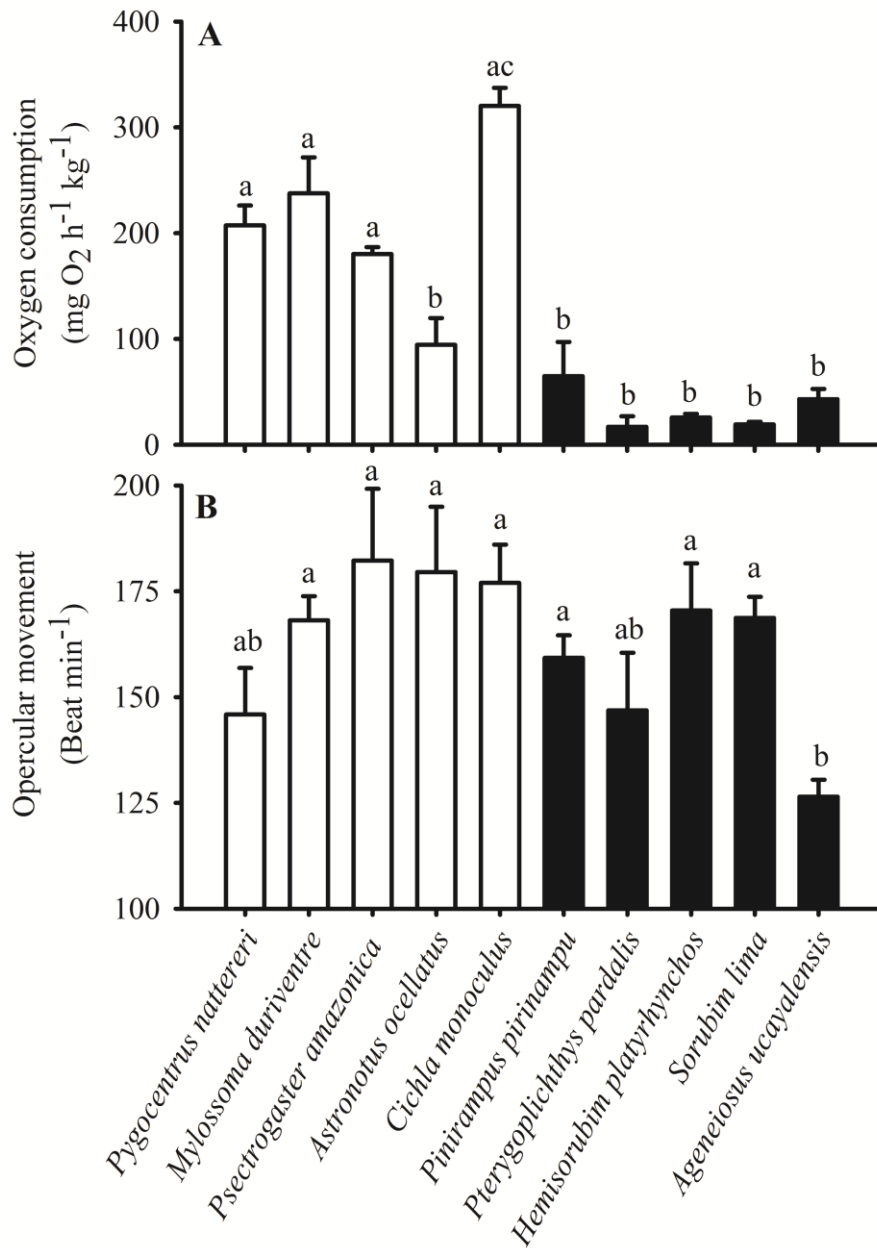 A
Oxygen consumption
(mg O2 h-1 kg-1)
400
300
200
100
0
a
a
a
b
ac
b
b
b
b
b
B
Opercular movement
(Beat min-1)
200
175
150
125
100
ab
a
a
a
a
a
ab
a
a
b
Pygocentrus nattereri
Mylossoma duriventre
Psectrogaster amazonica
Astronotus ocellatus
Cichla monoculus
Pinirampus pirinampu
Pterygoplichthys pardalis
Hemisorubim platyrhynchos
Sorubim lima
Ageneiosus ucayalensis